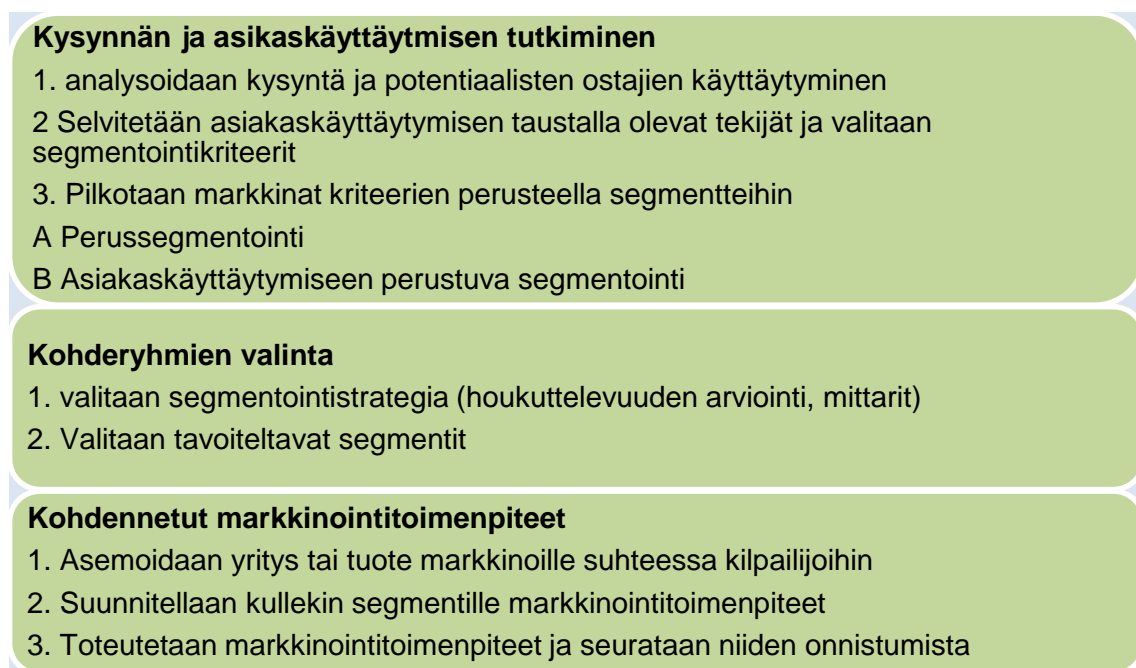 Kysynnän ja asikaskäyttäytmisen tutkiminen
1. analysoidaan kysyntä ja potentiaalisten ostajien käyttäytyminen
2 Selvitetään asiakaskäyttäytymisen taustalla olevat tekijät ja valitaan
segmentointikriteerit
3. Pilkotaan markkinat kriteerien perusteella segmentteihin
A Perussegmentointi
B Asiakaskäyttäytymiseen perustuva segmentointi
Kohderyhmien valinta
1. valitaan segmentointistrategia (houkuttelevuuden arviointi, mittarit)
2. Valitaan tavoiteltavat segmentit
Kohdennetut markkinointitoimenpiteet
1. Asemoidaan yritys tai tuote markkinoille suhteessa kilpailijoihin
2. Suunnitellaan kullekin segmentille markkinointitoimenpiteet
3. Toteutetaan markkinointitoimenpiteet ja seurataan niiden onnistumista